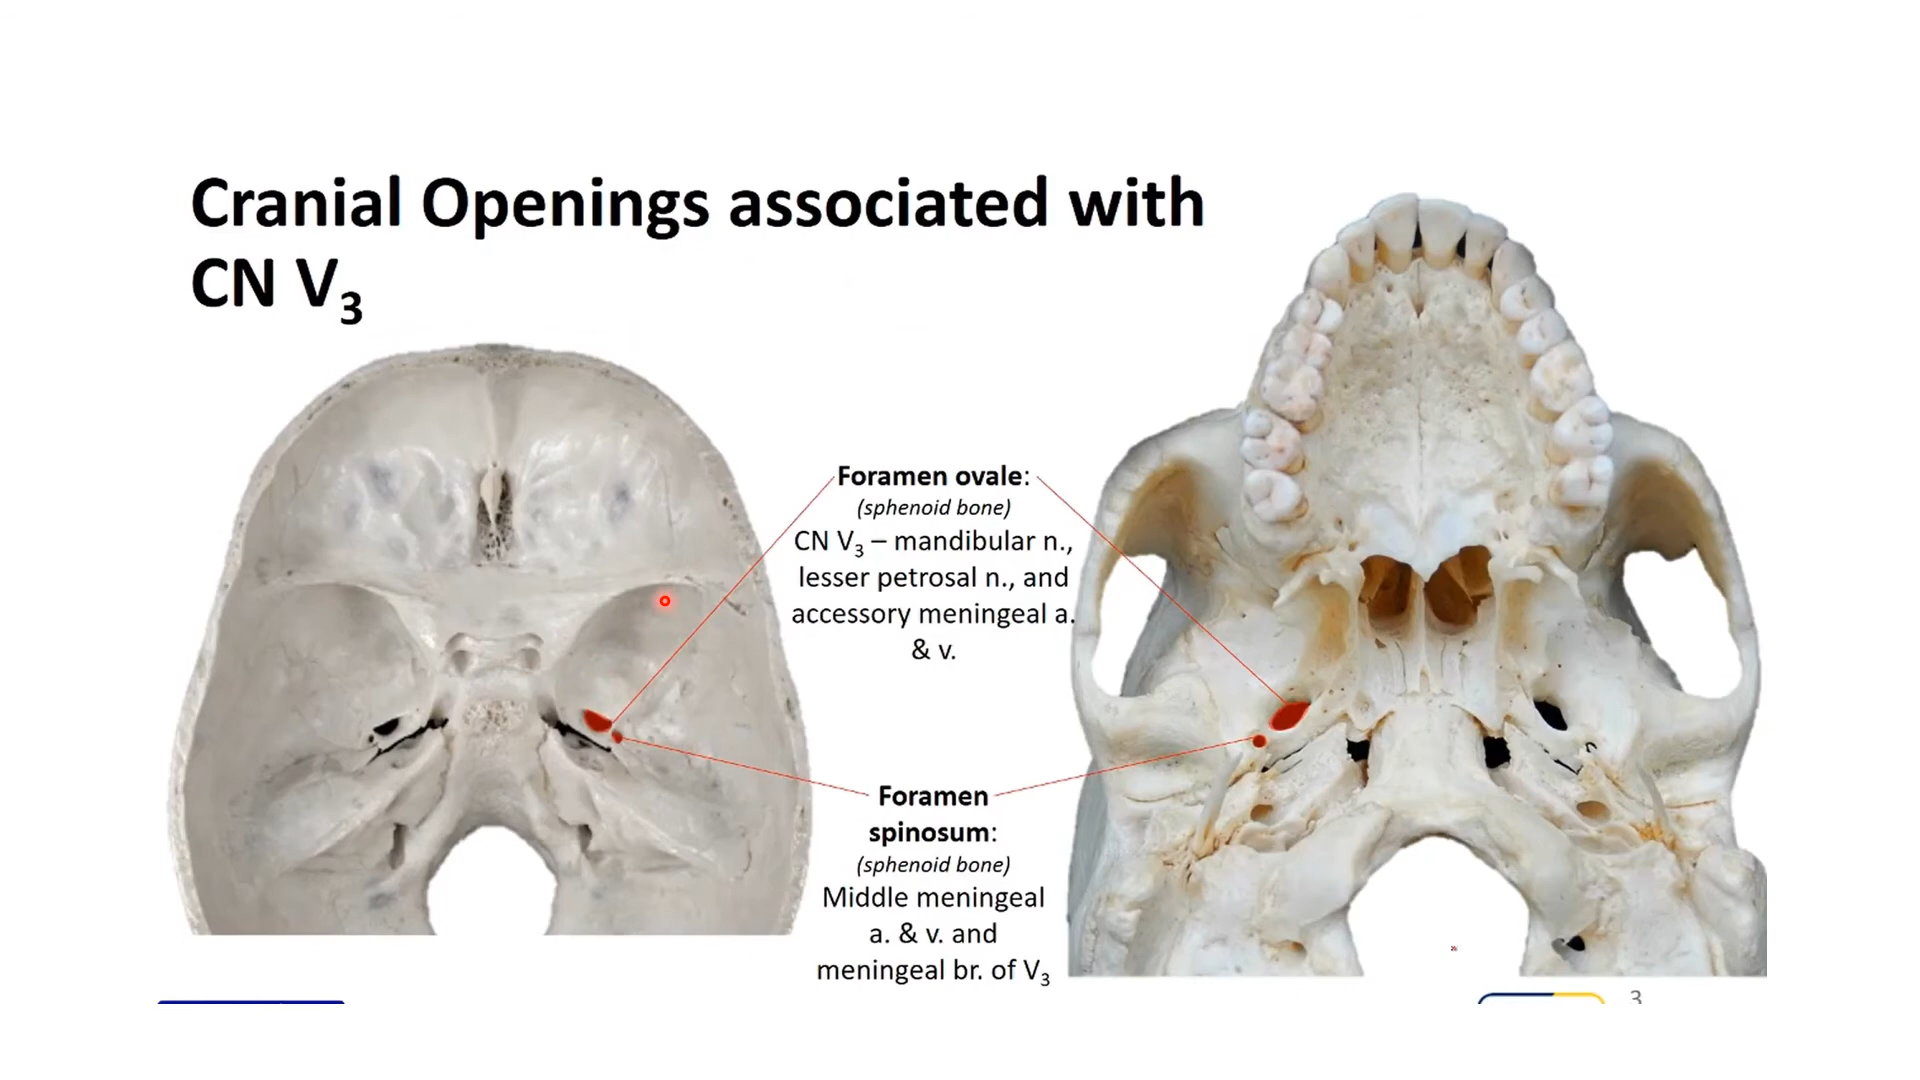 Cranial Openings associated with
CN V3
Foramen ovale:
(sphenoid bone)
CN V3 – mandibular n.,
lesser petrosal n., and
accessory meningeal a.
& v.
Foramen
spinosum:
(sphenoid bone)
Middle meningeal
a. & v. and
meningeal br. of V3
3